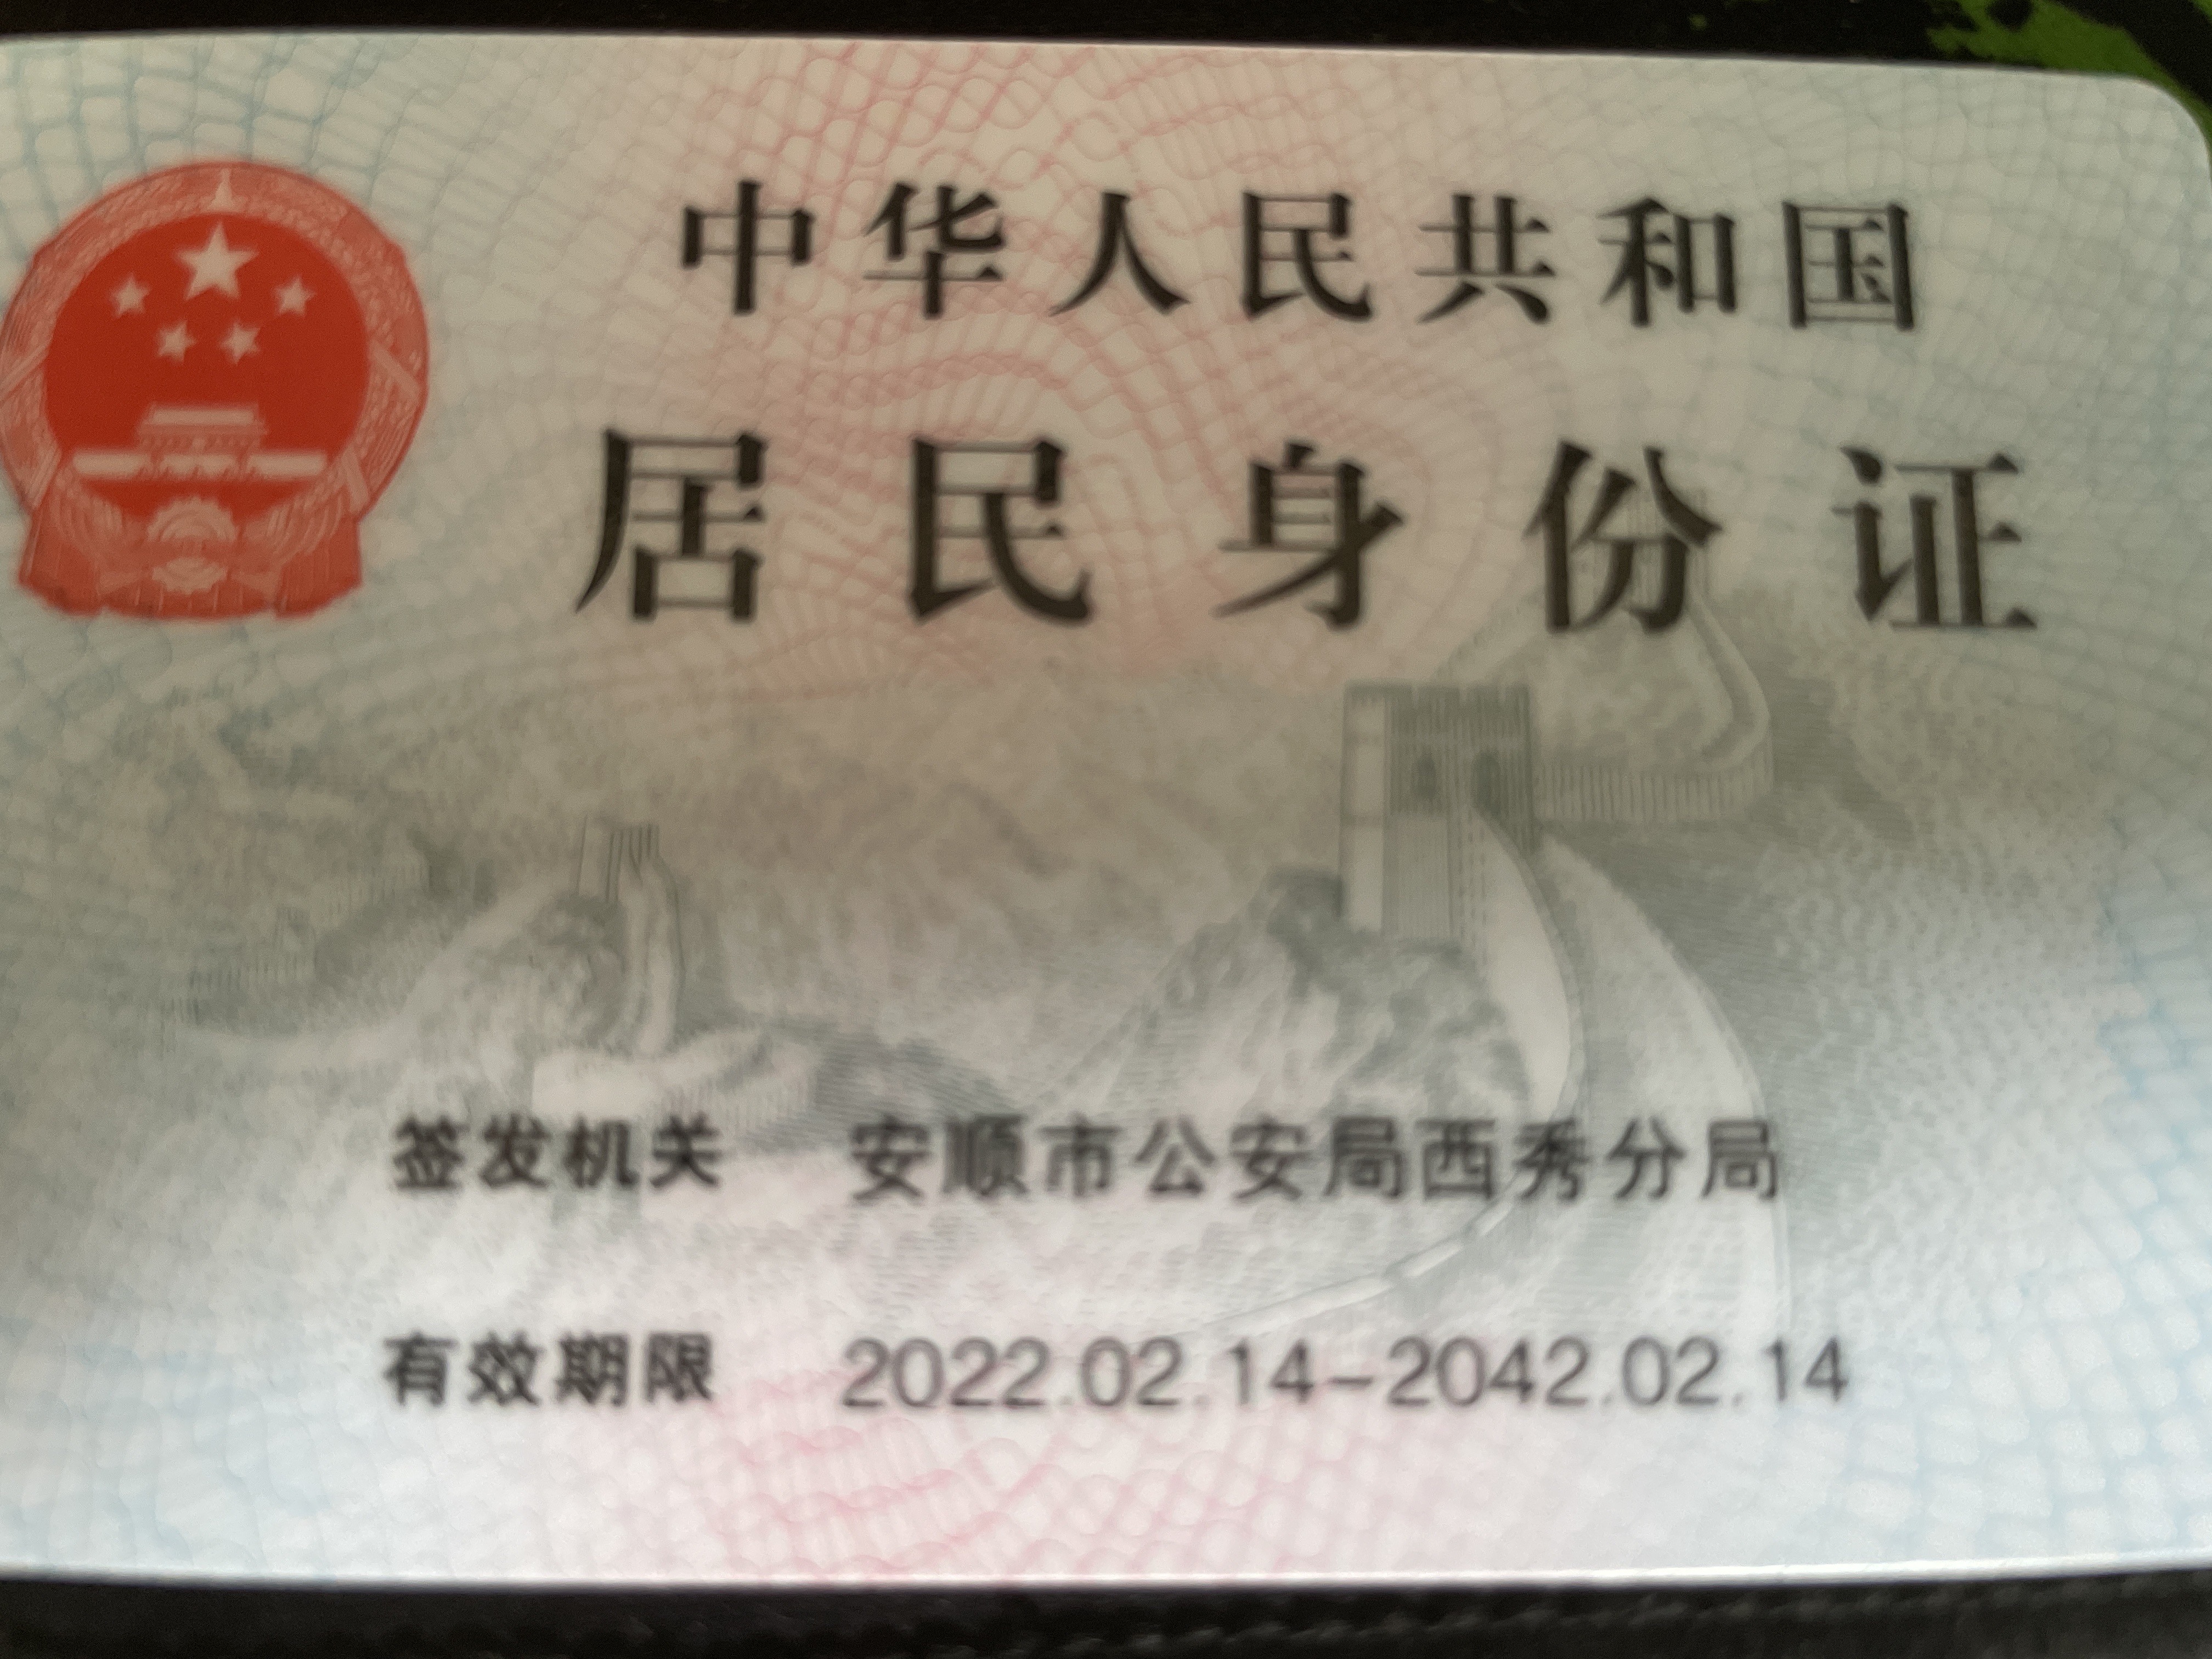 中华人民共和国
居民身份证
签发机关 安顺市公安局西秀分局
有效期限 2022.02.14-2042.02.14